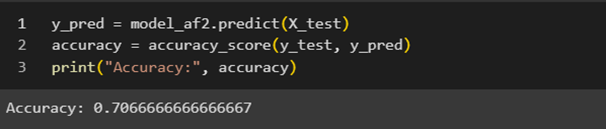 1 y_pred = model_af2.predict(X_test)
2 accuracy = accuracy_score(y_test, y_pred)
3 print("Accuracy:", accuracy)
Accuracy: 0.7066666666666667